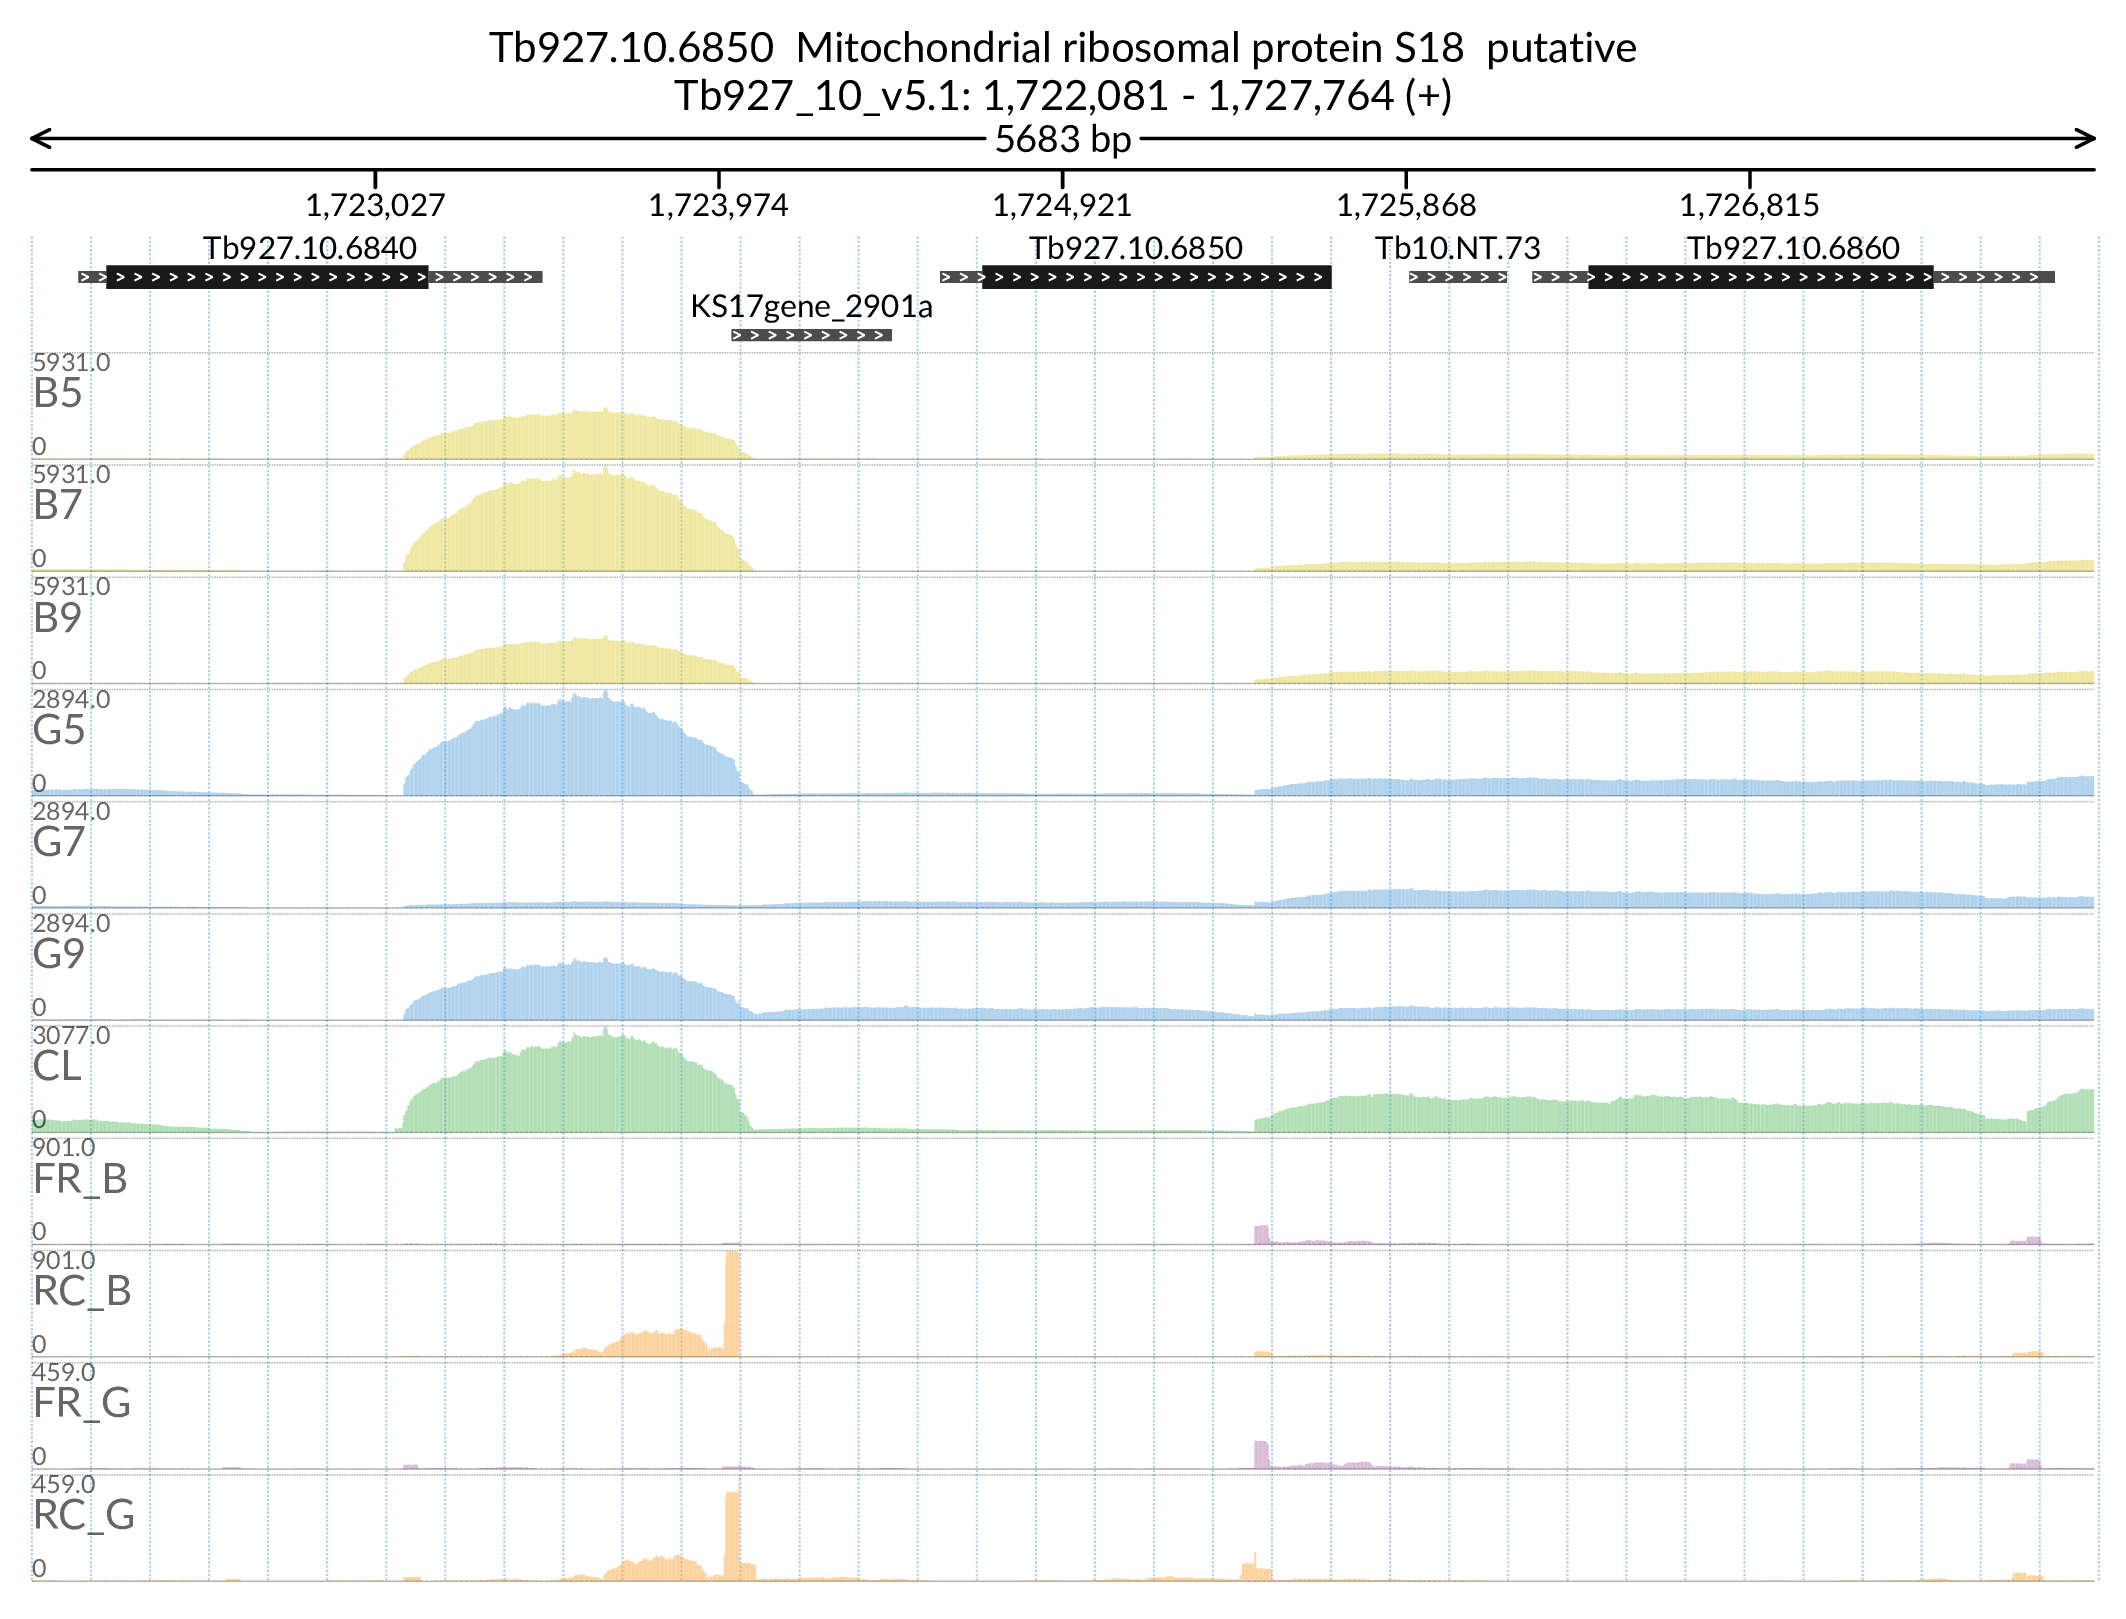 Tb927.10.6850  Mitochondrial ribosomal protein S18  putative
Tb927_10_v5.1: 1,722,081 - 1,727,764 (+)
5683 bp
1,723,027 1,723,974 1,724,921 1,725,868 1,726,815
Tb927.10.6840 Tb927.10.6850 Tb10.NT.73 Tb927.10.6860
KS17gene_2901a
5931.0
B5
0
5931.0
B7
0
5931.0
B9
0
2894.0
G5
0
2894.0
G7
0
2894.0
G9
0
3077.0
CL
0
901.0
FR_B
0
901.0
RC_B
0
459.0
FR_G
0
459.0
RC_G
0